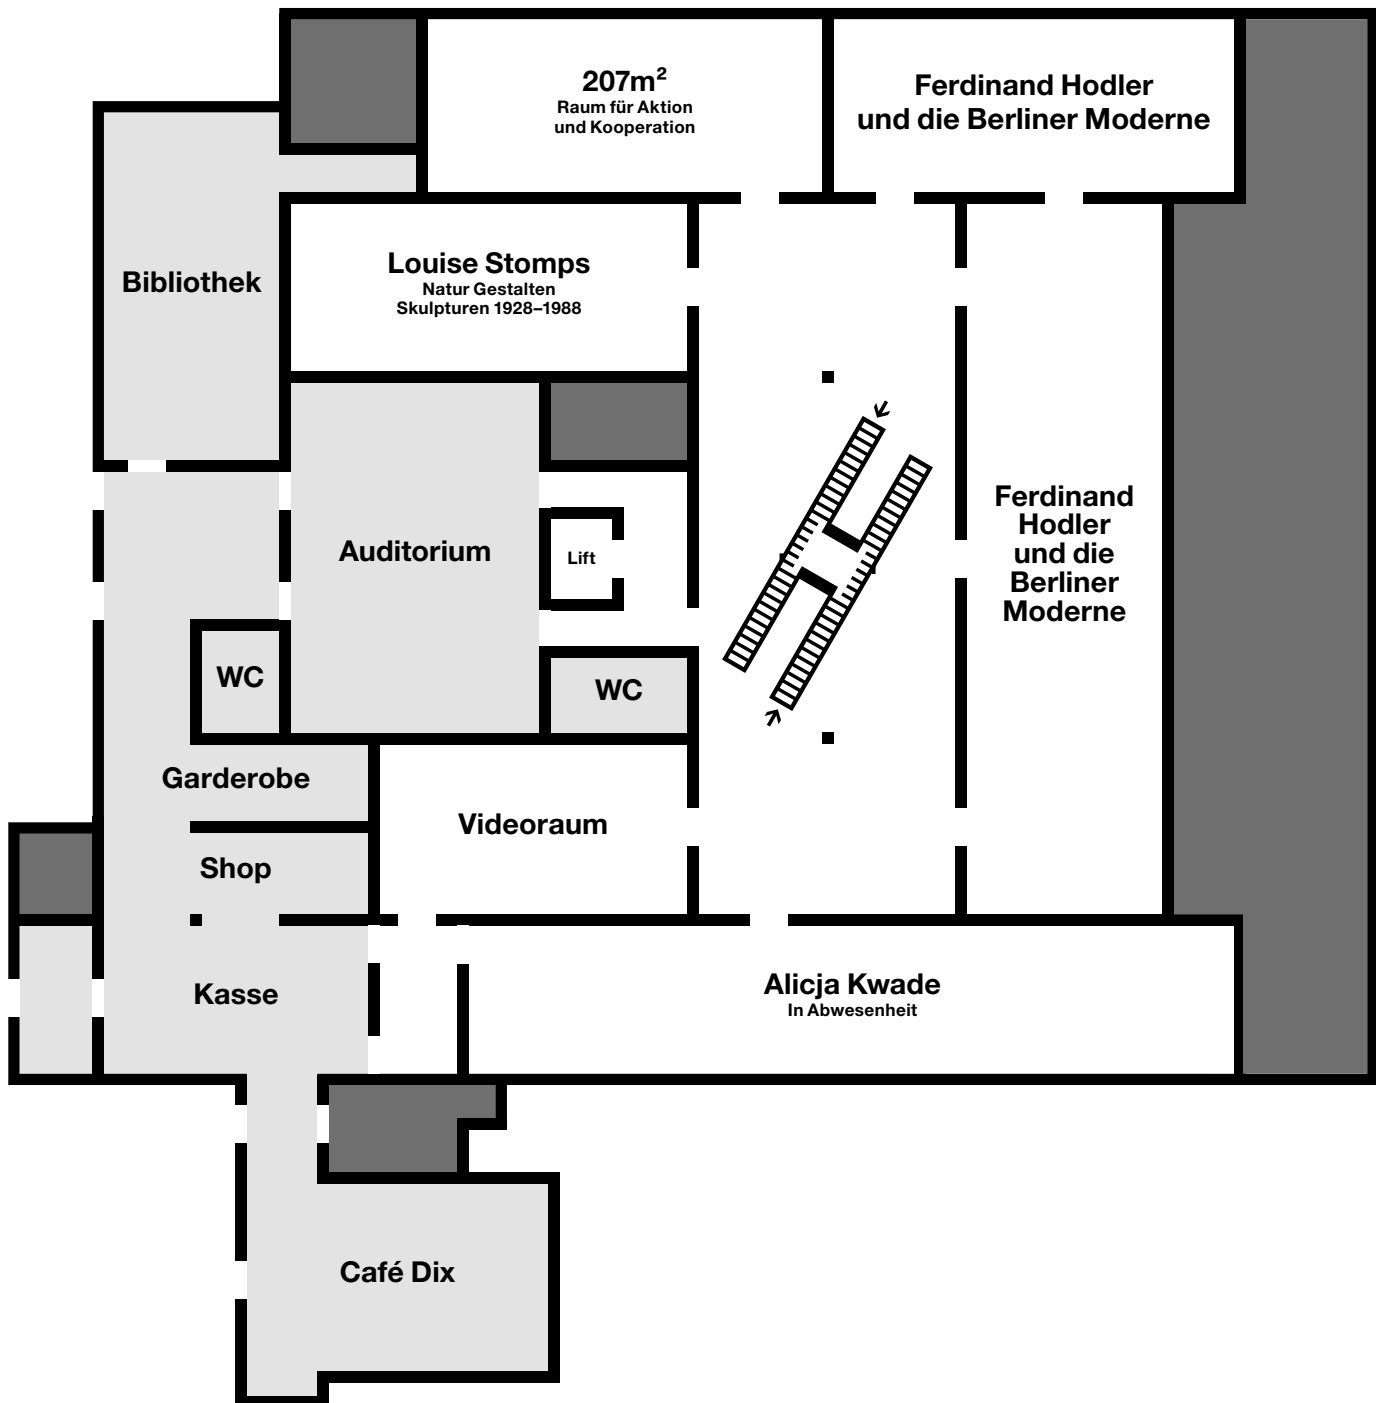 207m²
Raum für Aktion
und Kooperation
Ferdinand Hodler
und die Berliner Moderne
Bibliothek
Louise Stomps
Natur Gestalten
Skulpturen 1928–1988
Auditorium
Lift
Ferdinand
Hodler
und die
Berliner
Moderne
WC
WC
Garderobe
Videoraum
Shop
Kasse
Alicja Kwade
In Abwesenheit
Café Dix